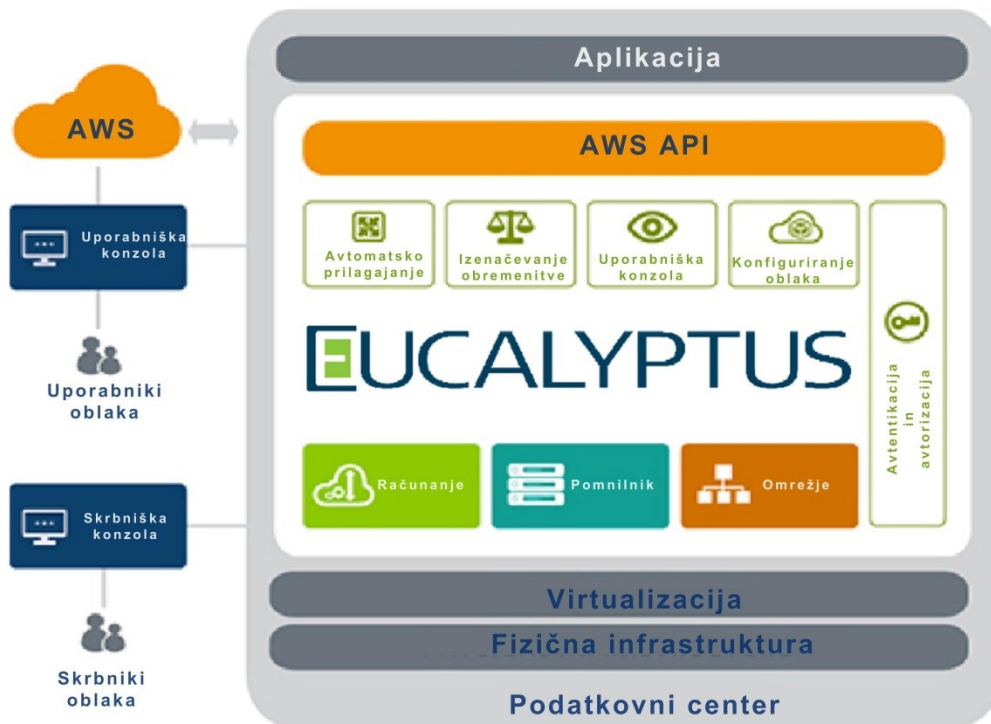 Aplikacija
AWS
AWS API
Uporabniška
konzola
Avtomatsko
prilagajanje
Izenačevanje
obremenitve
Uporabniška
konzola
Konfiguriranje
oblaka
EUCALYPTUS
Avtentikacija
in
avtorizacija
Uporabniki
oblaka
Računanje
Pomnilnik
Omrežje
Skrbniška
konzola
Skrbniki
oblaka
Virtualizacija
Fizična infrastruktura
Podatkovni center